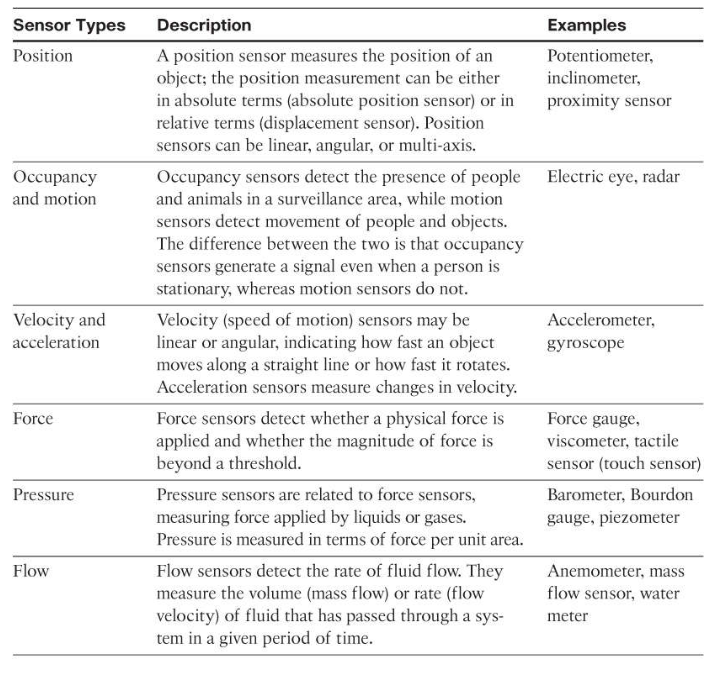 Sensor Types Description Examples
Position A position sensor measures the position of an Potentiometer,
object; the position measurement can be either inclinometer,
in absolute terms (absolute position sensor) or in proximity sensor
relative terms (displacement sensor). Position
sensors can be linear, angular, or multi-axis.
Occupancy Occupancy sensors detect the presence of people Electric eye, radar
and motion and animals in a surveillance area, while motion
sensors detect movement of people and objects.
The difference between the two is that occupancy
sensors generate a signal even when a person is
stationary, whereas motion sensors do not.
Velocity and Velocity (speed of motion) sensors may be Accelerometer,
acceleration linear or angular, indicating how fast an object gyroscope
moves along a straight line or how fast it rotates.
Acceleration sensors measure changes in velocity.
Force Force sensors detect whether a physical force is Force gauge,
applied and whether the magnitude of force is viscometer, tactile
beyond a threshold. sensor (touch sensor)
Pressure Pressure sensors are related to force sensors, Barometer, Bourdon
measuring force applied by liquids or gases. gauge, piezometer
Pressure is measured in terms of force per unit area.
Flow Flow sensors detect the rate of fluid flow. They Anemometer, mass
measure the volume (mass flow) or rate (flow flow sensor, water
velocity) of fluid that has passed through a sys- meter
tem in a given period of time.